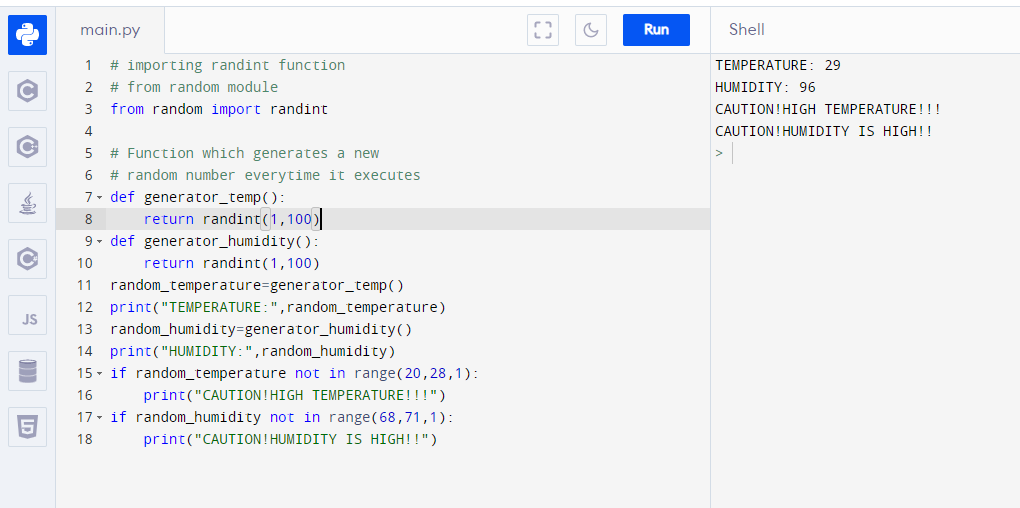 main.py
Run
Shell
1 # importing randint function
2 # from random module
3 from random import randint
4
5 # Function which generates a new
6 # random number everytime it executes
7 def generator_temp():
8     return randint(1,100)
9 def generator_humidity():
10     return randint(1,100)
11 random_temperature=generator_temp()
12 print("TEMPERATURE:",random_temperature)
13 random_humidity=generator_humidity()
14 print("HUMIDITY:",random_humidity)
15 if random_temperature not in range(20,28,1):
16     print("CAUTION!HIGH TEMPERATURE!!!")
17 if random_humidity not in range(68,71,1):
18     print("CAUTION!HUMIDITY IS HIGH!!")
TEMPERATURE: 29
HUMIDITY: 96
CAUTION!HIGH TEMPERATURE!!!
CAUTION!HUMIDITY IS HIGH!!
>
C
C
C
JS
5